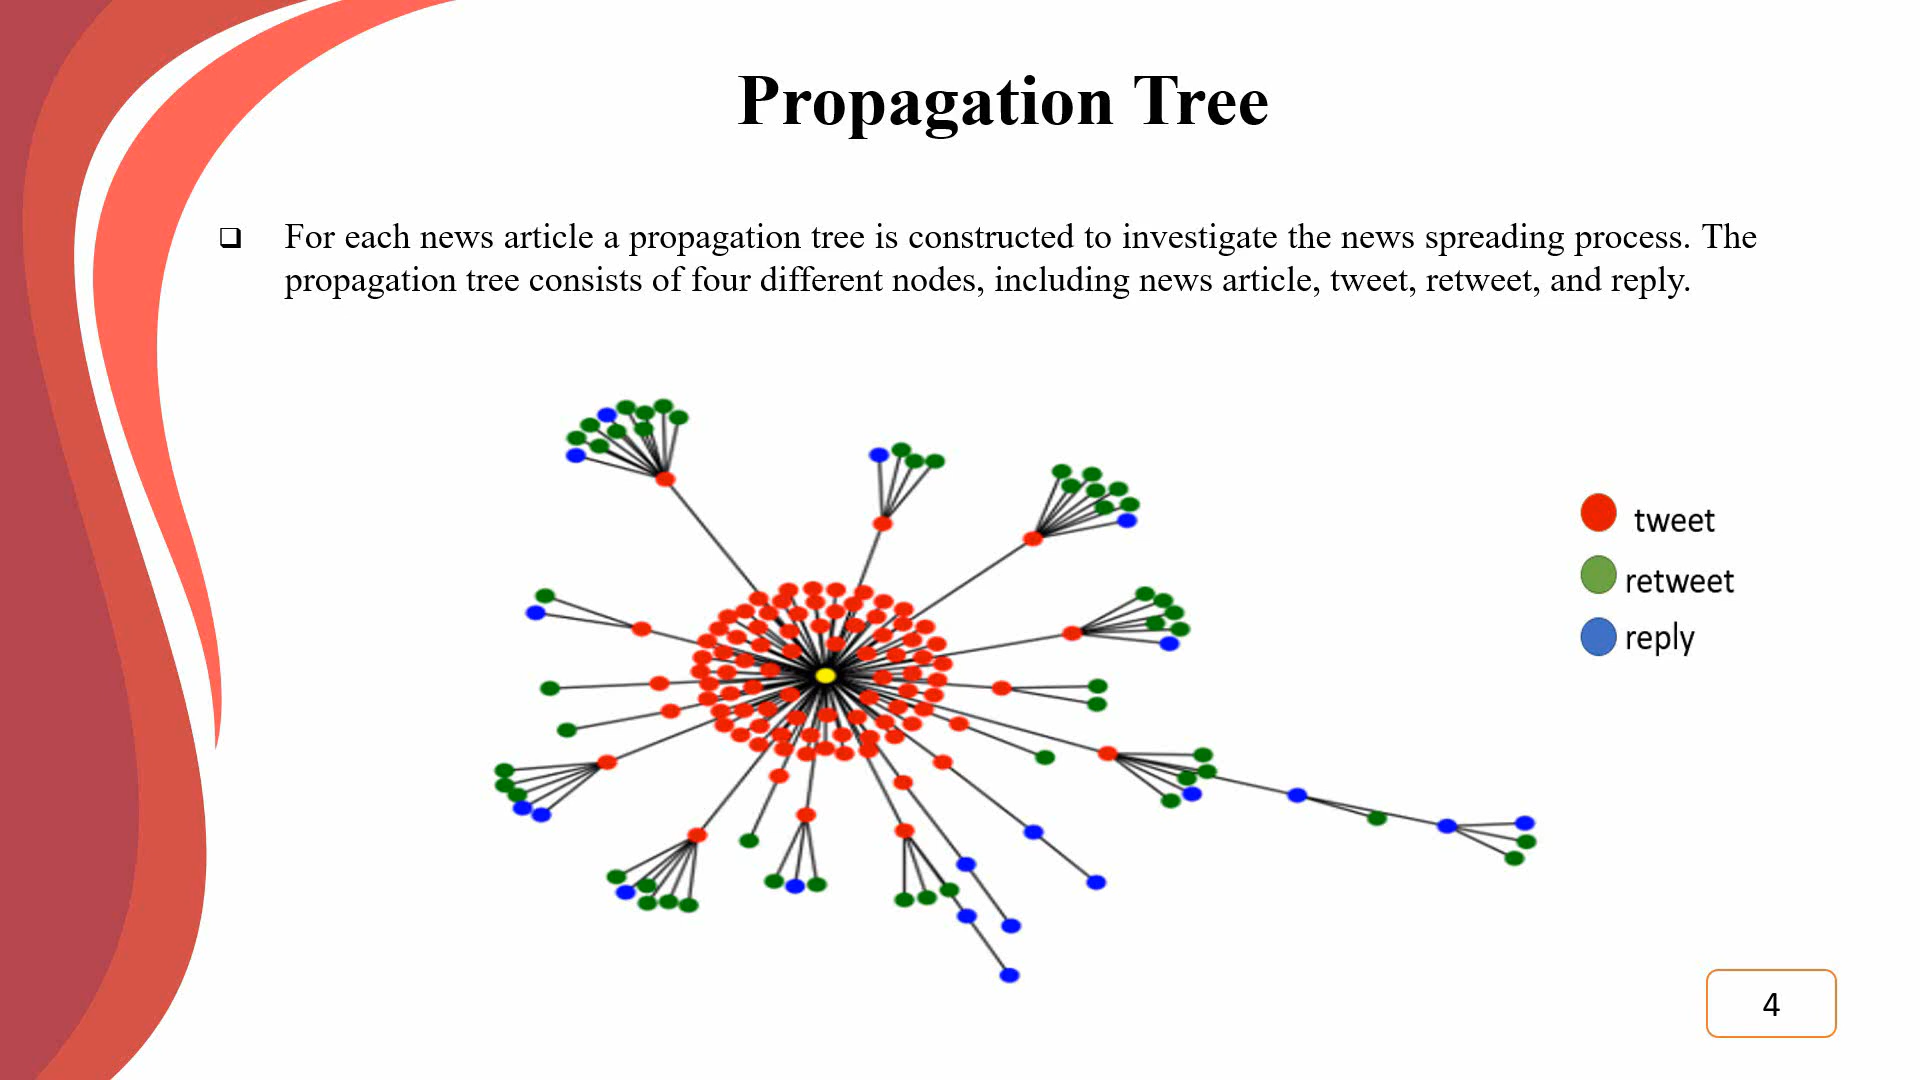 Propagation Tree
❑ For each news article a propagation tree is constructed to investigate the news spreading process. The
propagation tree consists of four different nodes, including news article, tweet, retweet, and reply.
tweet
retweet
reply
4